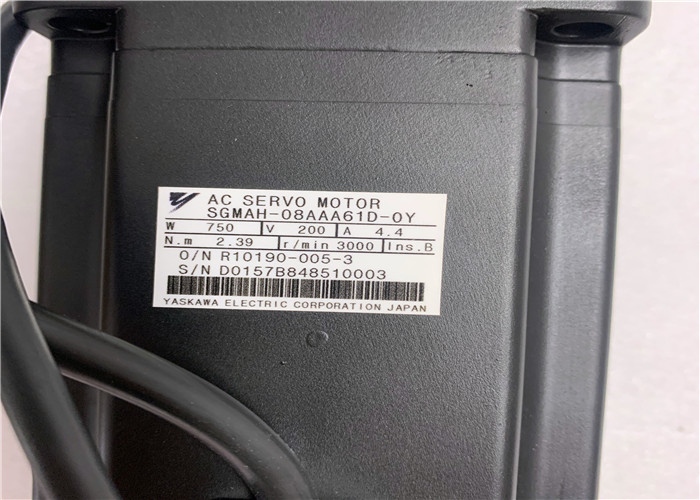 AC SERVO MOTOR
SGMAH-08AAA61D-0Y
W 750 V 200 A 4.4
N.m 2.39 r/min 3000 Ins.B
O/N R10190-005-3
S/N D0157B848510003
YASKAWA ELECTRIC CORPORATION JAPAN